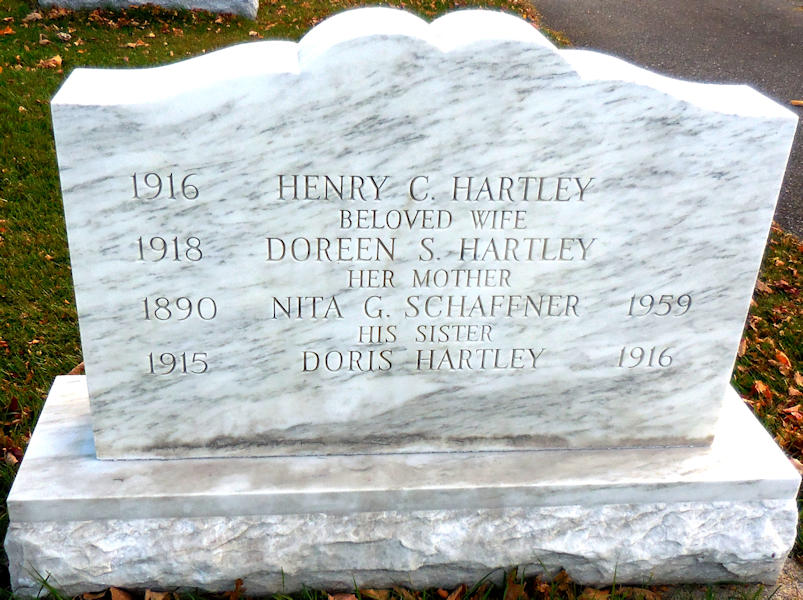 1916 HENRY C. HARTLEY
BELOVED WIFE
1918 DOREEN S. HARTLEY
HER MOTHER
1890 NITA G. SCHAFFNER 1959
HIS SISTER
1915 DORIS HARTLEY 1916